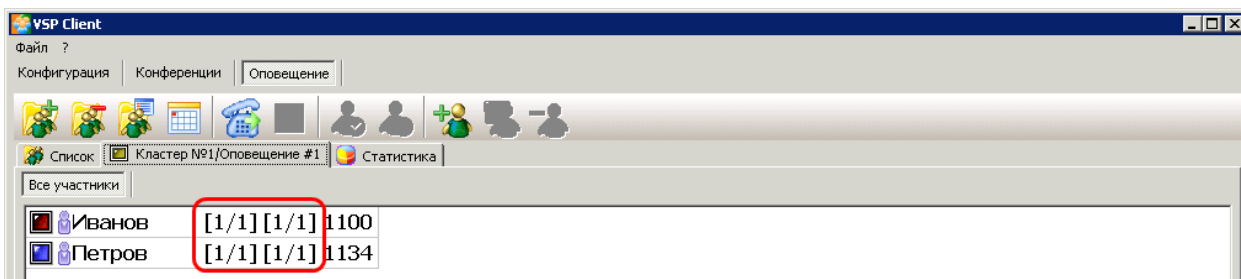 VSP Client
Файл ?
Конфигурация Конференции Оповещение
Список Кластер №1/Оповещение #1 Статистика
Все участники
Иванов [1/1] [1/1] 1100
Петров [1/1] [1/1] 1134